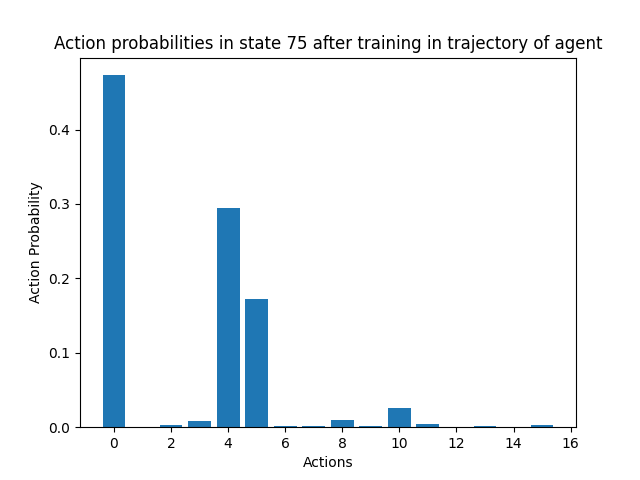 Action probabilities in state 75 after training in trajectory of agent
0.4
0.3
0.2
0.1
0.0
Action Probability
0 2 4 6 8 10 12 14 16
Actions